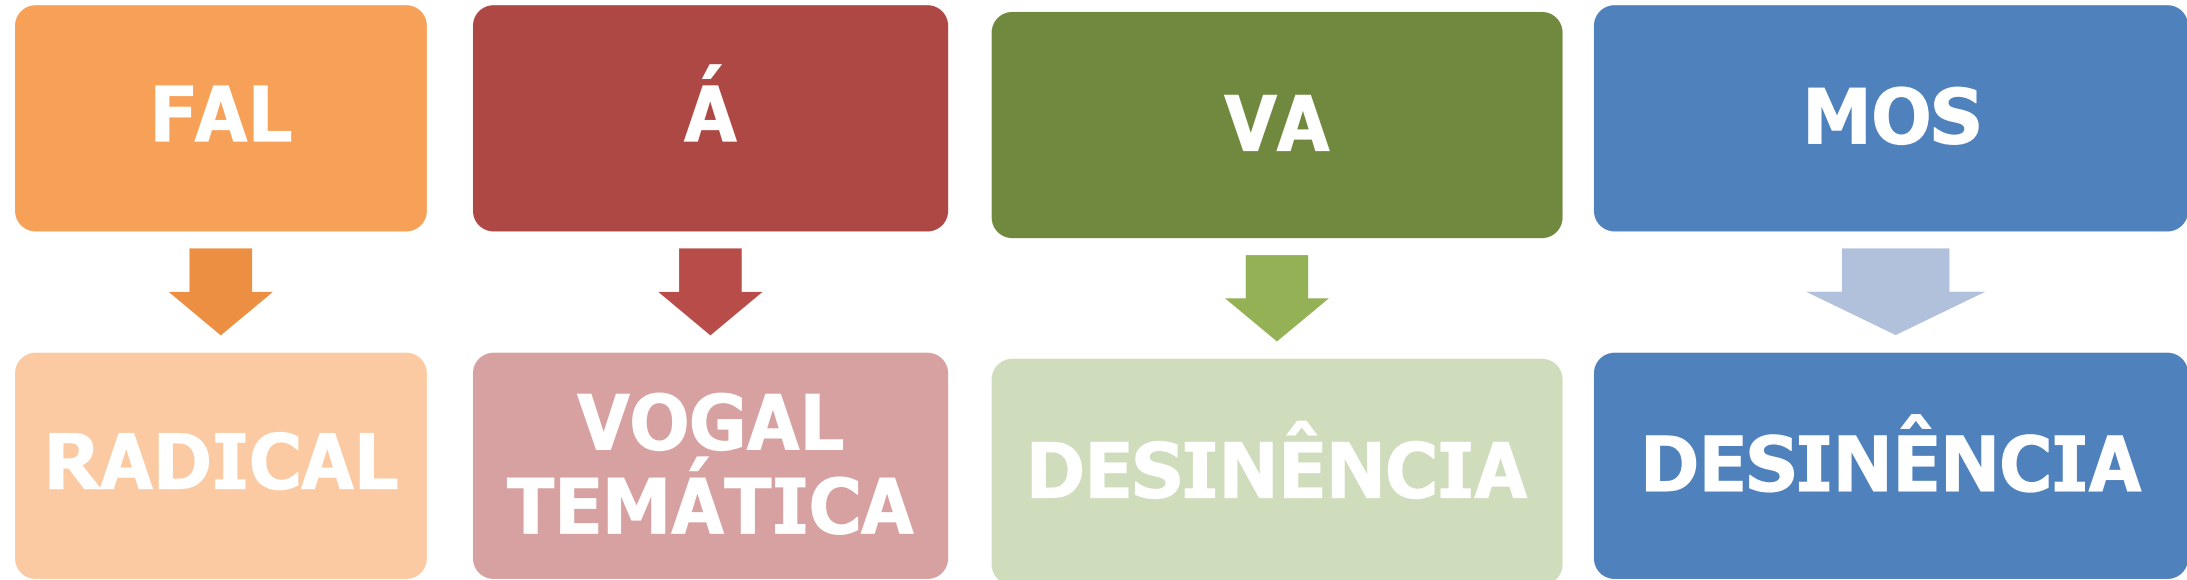 FAL
Á
VA
MOS
RADICAL
VOGAL
TEMÁTICA
DESINÊNCIA
DESINÊNCIA